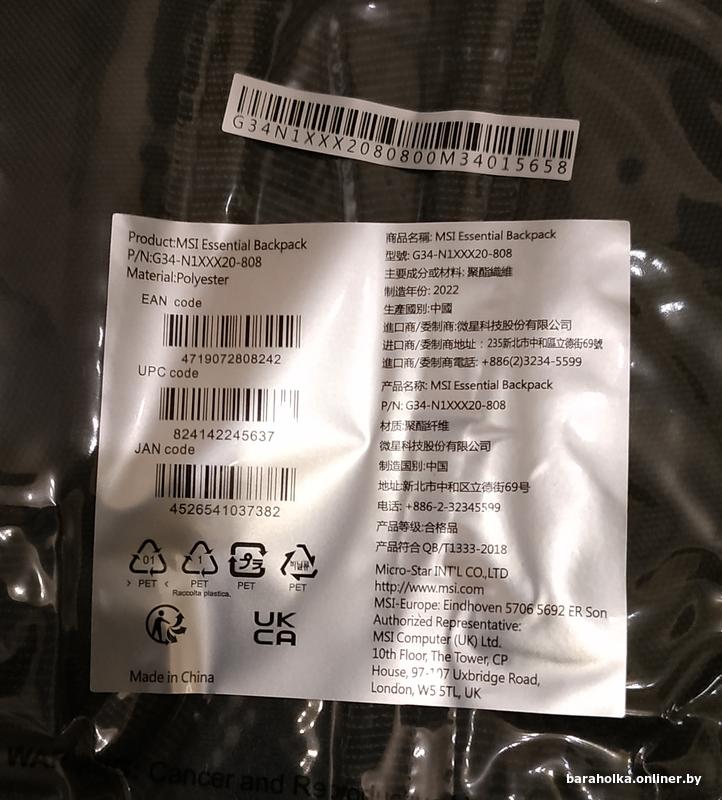 G34N1XXX2080800M34015658
Product:MSI Essential Backpack
P/N:G34-N1XXX20-808
Material:Polyester
EAN code
4719072808242
UPC code
824142245637
JAN code
4526541037382
01
PET
1
PET
Raccolta plastica.
プラ
PET
비닐류
PET
UK
CA
Made in China
商品名稱: MSI Essential Backpack
型號: G34-N1XXX20-808
主要成分或材料: 聚酯纖維
制造年份: 2022
生產國別:中國
進口商/委制商:微星科技股份有限公司
进口商/委制商地址：235新北市中和區立德街69號
進口商/委制商電話: +886(2)3234-5599
产品名称: MSI Essential Backpack
P/N: G34-N1XXX20-808
材质:聚酯纤维
微星科技股份有限公司
制造国别:中国
地址:新北市中和区立德街69号
电话: +886-2-32345599
产品等级:合格品
产品符合 QB/T1333-2018
Micro-Star INT'L CO.,LTD
http://www.msi.com
MSI-Europe: Eindhoven 5706 5692 ER Son
Authorized Representative:
MSI Computer (UK) Ltd.
10th Floor, The Tower, CP
House, 97-107 Uxbridge Road,
London, W5 5TL, UK
Cancer and
baraholka.onliner.by